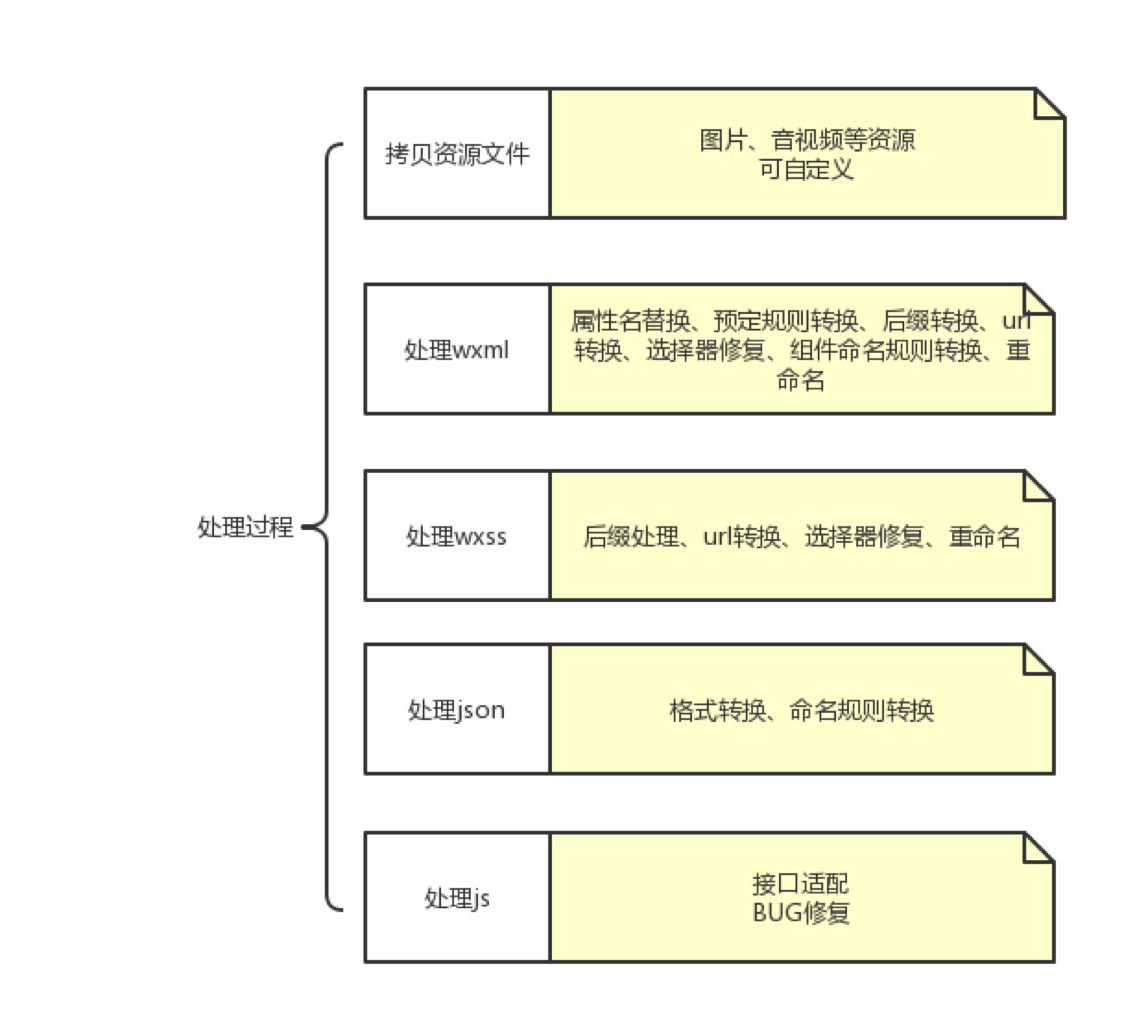 拷贝资源文件
图片、音视频等资源
可自定义
处理wxml
属性名替换、预定规则转换、后缀转换、url
转换、选择器修复、组件命名规则转换、重
命名
处理过程
处理wxss
后缀处理、url转换、选择器修复、重命名
处理json
格式转换、命名规则转换
处理js
接口适配
BUG修复